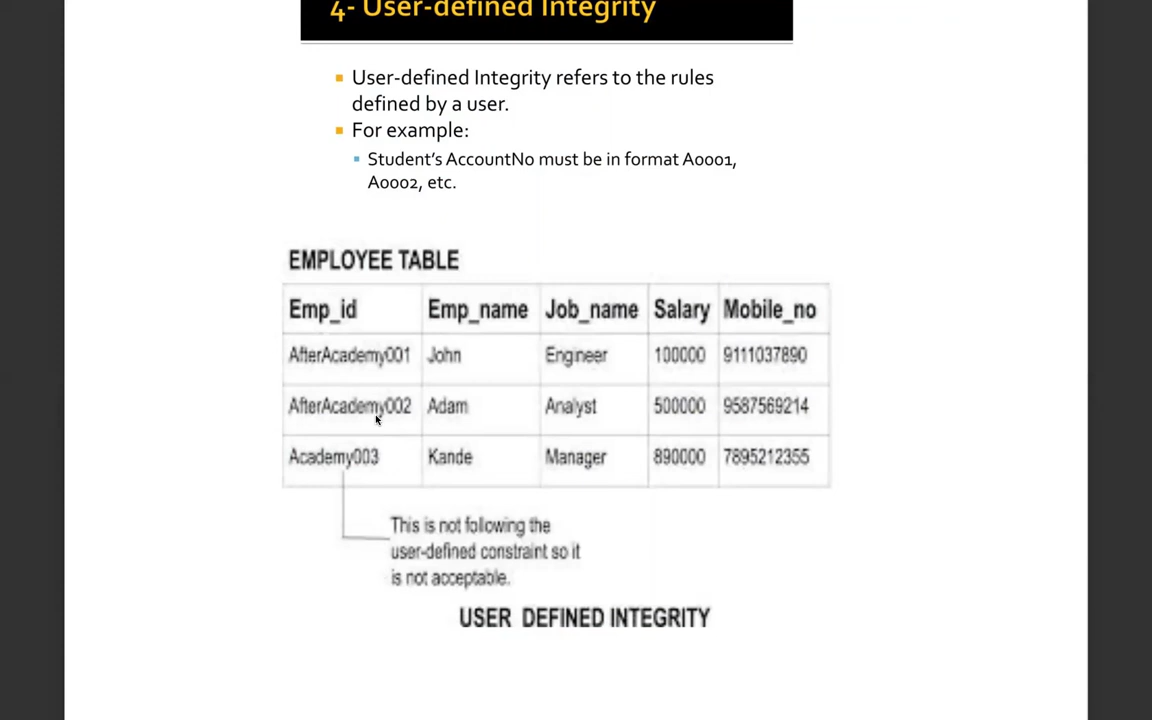 4- User-defined Integrity
User-defined Integrity refers to the rules
defined by a user.
For example:
Student's AccountNo must be in format A0001,
A0002, etc.
EMPLOYEE TABLE
Emp_id Emp_name Job_name Salary Mobile_no
AfterAcademy001 John Engineer 100000 9111037890
AfterAcademy002 Adam Analyst 500000 9587569214
Academy003 Kande Manager 890000 7895212355
This is not following the
user-defined constraint so it
is not acceptable.
USER DEFINED INTEGRITY